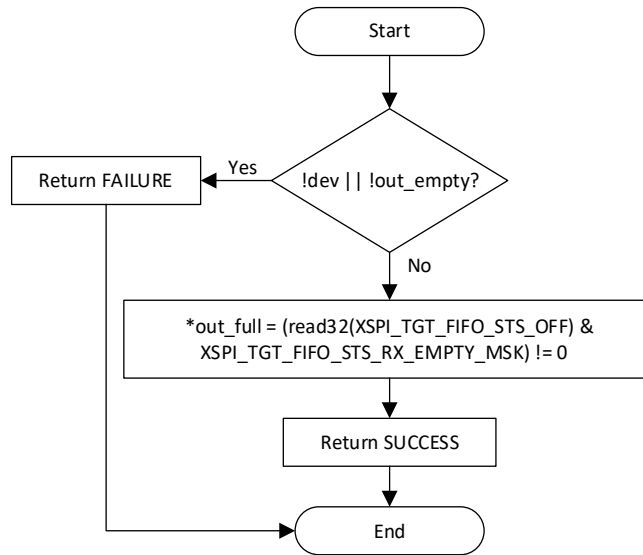 Start
!dev || !out_empty?
Yes
Return FAILURE
No
*out_full = (read32(XSPI_TGT_FIFO_STS_OFF) &
XSPI_TGT_FIFO_STS_RX_EMPTY_MSK) != 0
Return SUCCESS
End